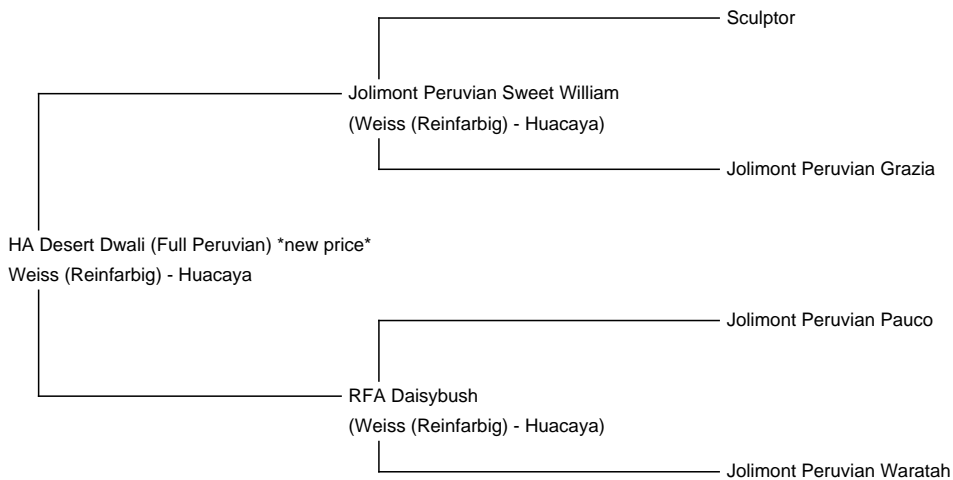 Sculptor
Jolimont Peruvian Sweet William
(Weiss (Reinfarbig) - Huacaya)
Jolimont Peruvian Grazia
HA Desert Dwali (Full Peruvian) *new price*
Weiss (Reinfarbig) - Huacaya
Jolimont Peruvian Pauco
RFA Daisybush
(Weiss (Reinfarbig) - Huacaya)
Jolimont Peruvian Waratah